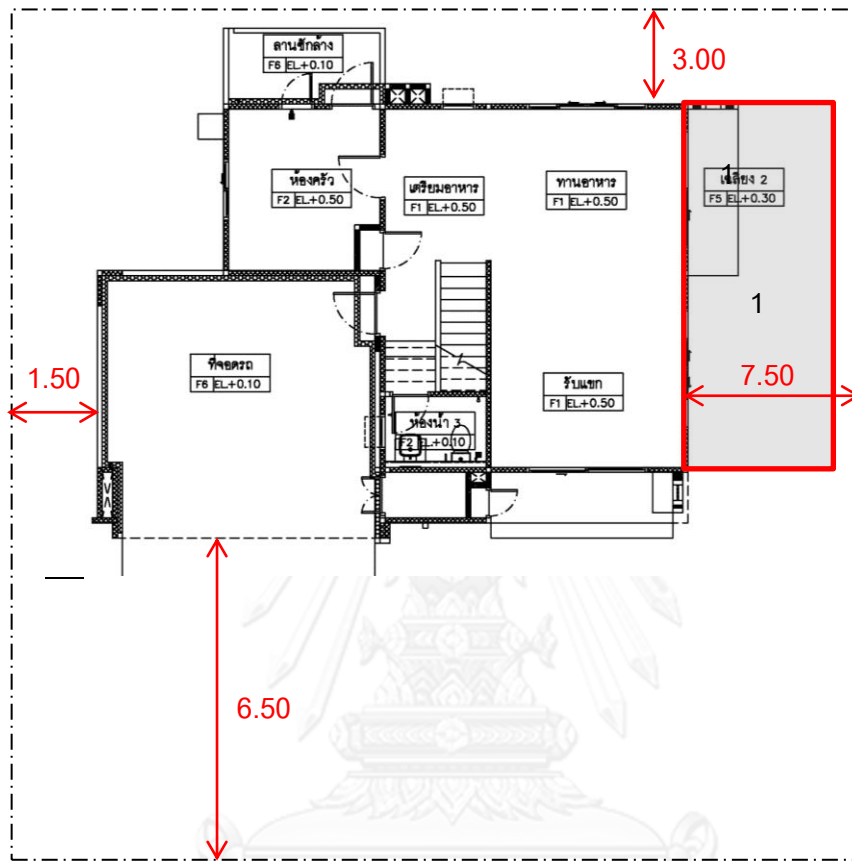 ลานซักล้าง
F6 EL.+0.10
3.00
ห้องครัว
F2 EL.+0.50
เตรียมอาหาร
F1 EL.+0.50
ทานอาหาร
F1 EL.+0.50
1
เฉลียง 2
F5 EL.+0.30
1
1.50
ที่จอดรถ
F6 EL.+0.10
รับแขก
F1 EL.+0.50
7.50
ห้องน้ำ 3
F2 EL.+0.10
6.50